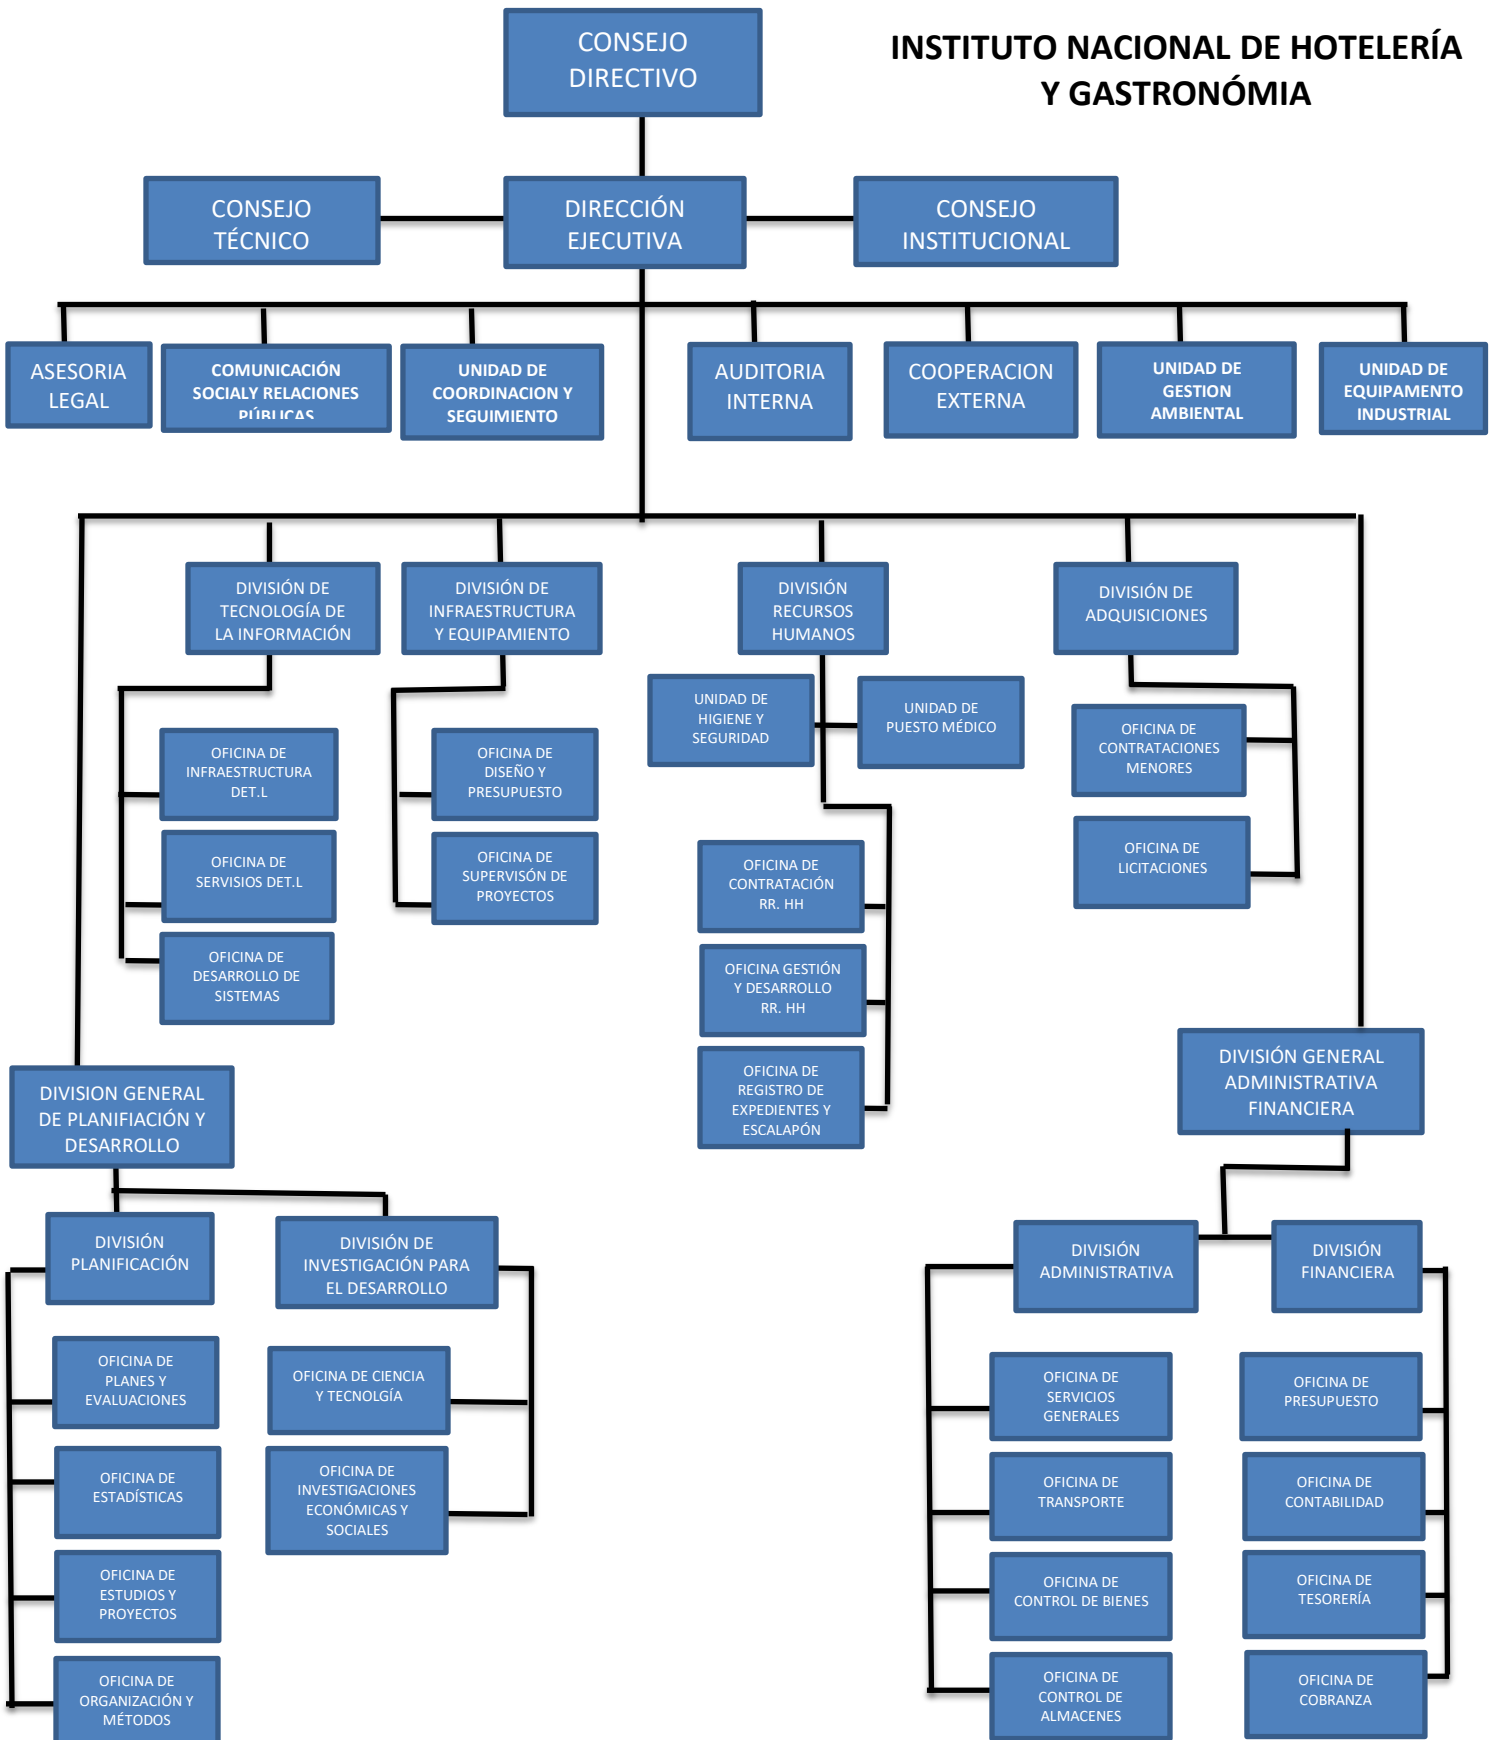 CONSEJO
DIRECTIVO
INSTITUTO NACIONAL DE HOTELERÍA
Y GASTRONÓMIA
CONSEJO
TÉCNICO
DIRECCIÓN
EJECUTIVA
CONSEJO
INSTITUCIONAL
ASESORIA
LEGAL
COMUNICACIÓN
SOCIALY RELACIONES
PÚBLICAS
UNIDAD DE
COORDINACION Y
SEGUIMIENTO
AUDITORIA
INTERNA
COOPERACION
EXTERNA
UNIDAD DE
GESTION
AMBIENTAL
UNIDAD DE
EQUIPAMENTO
INDUSTRIAL
DIVISIÓN DE
TECNOLOGÍA DE
LA INFORMACIÓN
DIVISIÓN DE
INFRAESTRUCTURA
Y EQUIPAMIENTO
DIVISIÓN
RECURSOS
HUMANOS
DIVISIÓN DE
ADQUISICIONES
UNIDAD DE
HIGIENE Y
SEGURIDAD
UNIDAD DE
PUESTO MÉDICO
OFICINA DE
INFRAESTRUCTURA
DET.L
OFICINA DE
DISEÑO Y
PRESUPUESTO
OFICINA DE
CONTRATACIONES
MENORES
OFICINA DE
SERVISIOS DET.L
OFICINA DE
SUPERVISÓN DE
PROYECTOS
OFICINA DE
CONTRATACIÓN
RR. HH
OFICINA DE
LICITACIONES
OFICINA DE
DESARROLLO DE
SISTEMAS
OFICINA GESTIÓN
Y DESARROLLO
RR. HH
OFICINA DE
REGISTRO DE
EXPEDIENTES Y
ESCALAPÓN
DIVISION GENERAL
DE PLANIFIACIÓN Y
DESARROLLO
DIVISIÓN GENERAL
ADMINISTRATIVA
FINANCIERA
DIVISIÓN
PLANIFICACIÓN
DIVISIÓN DE
INVESTIGACIÓN PARA
EL DESARROLLO
DIVISIÓN
ADMINISTRATIVA
DIVISIÓN
FINANCIERA
OFICINA DE
PLANES Y
EVALUACIONES
OFICINA DE CIENCIA
Y TECNOLGÍA
OFICINA DE
SERVICIOS
GENERALES
OFICINA DE
PRESUPUESTO
OFICINA DE
ESTADÍSTICAS
OFICINA DE
INVESTIGACIONES
ECONÓMICAS Y
SOCIALES
OFICINA DE
TRANSPORTE
OFICINA DE
CONTABILIDAD
OFICINA DE
ESTUDIOS Y
PROYECTOS
OFICINA DE
CONTROL DE BIENES
OFICINA DE
TESORERÍA
OFICINA DE
ORGANIZACIÓN Y
MÉTODOS
OFICINA DE
CONTROL DE
ALMACENES
OFICINA DE
COBRANZA